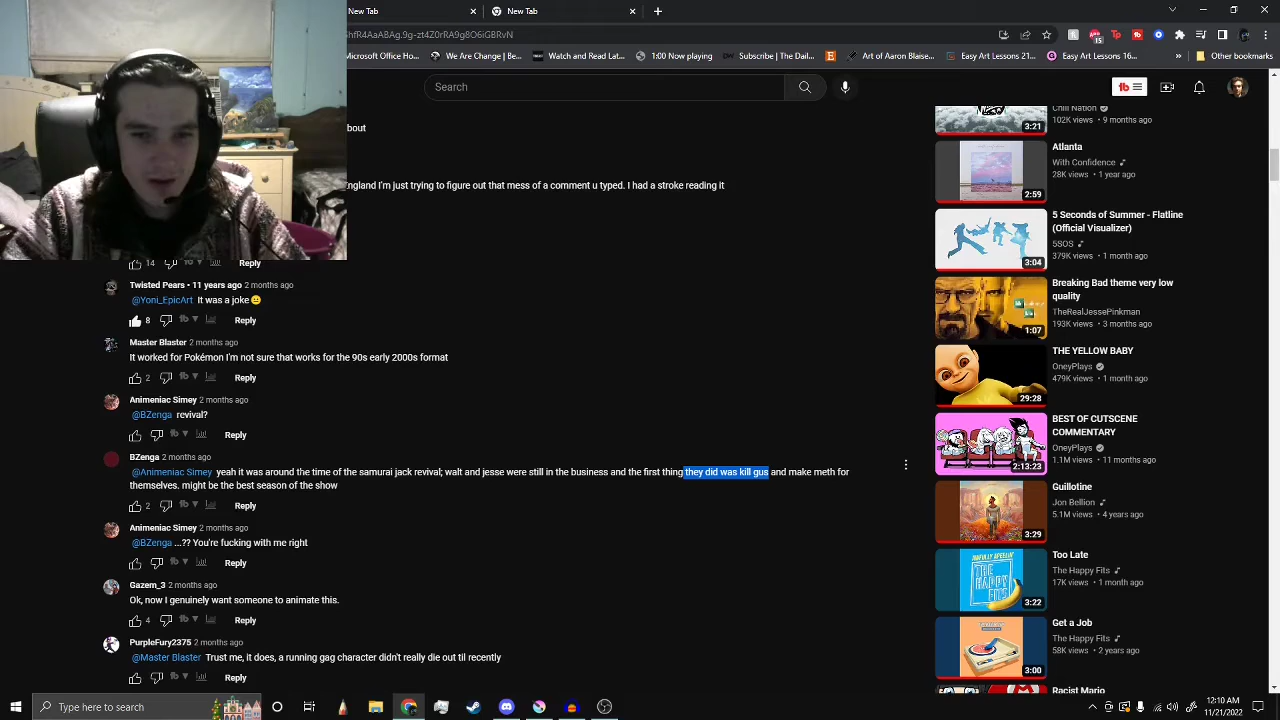 New Tab
New Tab
hfR4AaABAg.9g-zt4Z0rRA9g8O6iGBRvN
Microsoft Office Ho...
We Are Change | Be...
Watch and Read Lat...
1:00 Now playing
Subscribe | The Dail...
Art of Aaron Blaise...
Easy Art Lessons 21...
Easy Art Lessons 16...
Other bookmarks
Search
bout
England I'm just trying to figure out that mess of a comment u typed. I had a stroke reading it
14 Reply
Twisted Pears • 11 years ago 2 months ago
@Yoni_EpicArt It was a joke😐
8 Reply
Master Blaster 2 months ago
It worked for Pokémon I'm not sure that works for the 90s early 2000s format
2 Reply
Animeniac Simey 2 months ago
@BZenga revival?
Reply
BZenga 2 months ago
@Animeniac Simey yeah it was around the time of the samurai jack revival; walt and jesse were still in the business and the first thing they did was kill gus and make meth for
themselves. might be the best season of the show
2 Reply
Animeniac Simey 2 months ago
@BZenga ...?? You're fucking with me right
Reply
Gazem_3 2 months ago
Ok, now I genuinely want someone to animate this.
4 Reply
PurpleFury2375 2 months ago
@Master Blaster Trust me, it does, a running gag character didn't really die out til recently
Reply
Chill Nation
102K views • 9 months ago
3:21
Atlanta
With Confidence
28K views • 1 year ago
2:59
5 Seconds of Summer - Flatline
(Official Visualizer)
5SOS
379K views • 1 month ago
3:04
Breaking Bad theme very low
quality
TheRealJessePinkman
193K views • 3 months ago
1:07
THE YELLOW BABY
OneyPlays
479K views • 1 month ago
29:28
BEST OF CUTSCENE
COMMENTARY
OneyPlays
1.1M views • 11 months ago
2:13:23
Guillotine
Jon Bellion
5.1M views • 4 years ago
3:29
Too Late
The Happy Fits
17K views • 1 month ago
THE
HAPPY
FITS
3:22
Get a Job
The Happy Fits
58K views • 2 years ago
3:00
Racist Mario
Type here to search
12:10 AM
11/21/2022